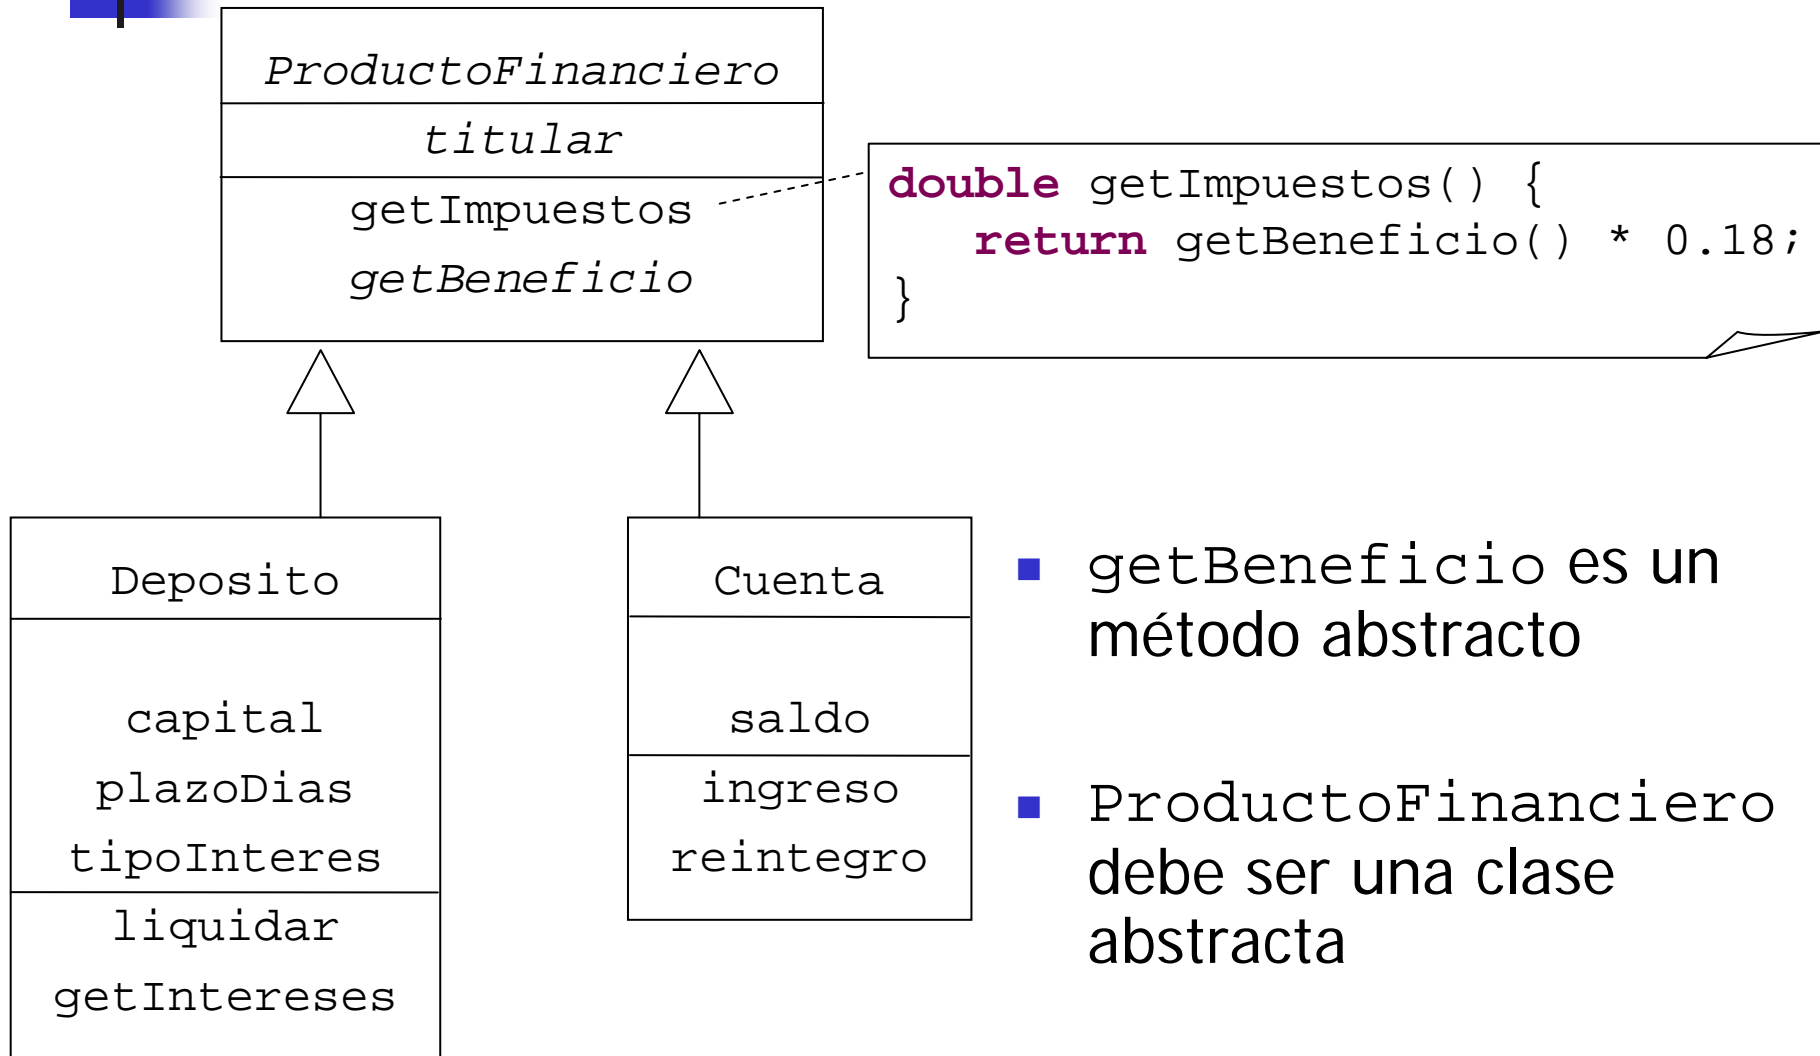 ProductoFinanciero
titular
getImpuestos
getBeneficio
double getImpuestos() {
return getBeneficio() * 0.18;
}
Deposito
capital
plazoDias
tipoInteres
liquidar
getIntereses
Cuenta
saldo
ingreso
reintegro
getBeneficio es un
método abstracto
ProductoFinanciero
debe ser una clase
abstracta